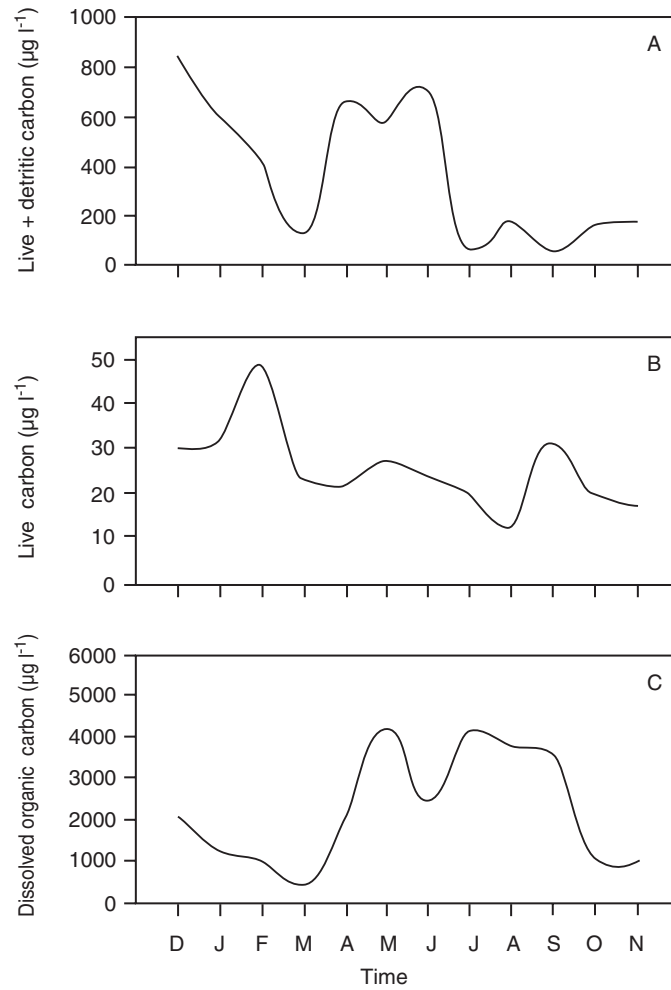 Live + detritic carbon (µg l⁻¹)
1000
800
600
400
200
0
A
Live carbon (µg l⁻¹)
50
40
30
20
10
0
B
Dissolved organic carbon (µg l⁻¹)
6000
5000
4000
3000
2000
1000
0
C
D J F M A M J J A S O N
Time